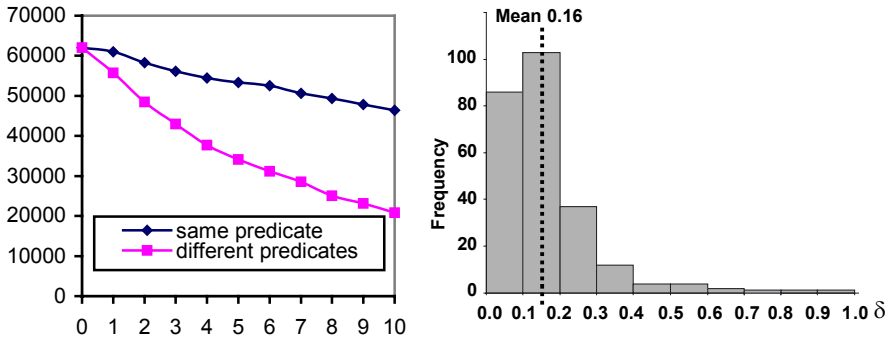 70000
60000
50000
40000
30000
20000
10000
0
same predicate
different predicates
0 1 2 3 4 5 6 7 8 9 10
Mean 0.16
Frequency
100
80
60
40
20
0
0.0 0.1 0.2 0.3 0.4 0.5 0.6 0.7 0.8 0.9 1.0 δ